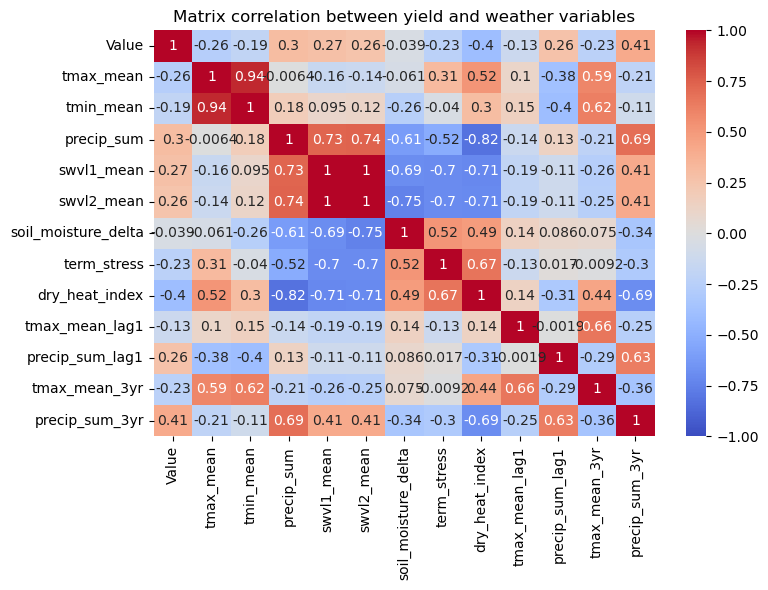 Matrix correlation between yield and weather variables
Value 1 -0.26 -0.19 0.3 0.27 0.26 -0.039 -0.23 -0.4 -0.13 0.26 -0.23 0.41
tmax_mean -0.26 1 0.94 0.0064 -0.16 -0.14 -0.061 0.31 0.52 0.1 -0.38 0.59 -0.21
tmin_mean -0.19 0.94 1 0.18 0.095 0.12 -0.26 -0.04 0.3 0.15 -0.4 0.62 -0.11
precip_sum 0.3 -0.0064 0.18 1 0.73 0.74 -0.61 -0.52 -0.82 -0.14 0.13 -0.21 0.69
swvl1_mean 0.27 -0.16 0.095 0.73 1 1 -0.69 -0.7 -0.71 -0.19 -0.11 -0.26 0.41
swvl2_mean 0.26 -0.14 0.12 0.74 1 1 -0.75 -0.7 -0.71 -0.19 -0.11 -0.25 0.41
soil_moisture_delta -0.039 -0.061 -0.26 -0.61 -0.69 -0.75 1 0.52 0.49 0.14 0.086 0.075 -0.34
term_stress -0.23 0.31 -0.04 -0.52 -0.7 -0.7 0.52 1 0.67 -0.13 0.017 0.0092 -0.3
dry_heat_index -0.4 0.52 0.3 -0.82 -0.71 -0.71 0.49 0.67 1 0.14 -0.31 0.44 -0.69
tmax_mean_lag1 -0.13 0.1 0.15 -0.14 -0.19 -0.19 0.14 -0.13 0.14 1 -0.0019 0.66 -0.25
precip_sum_lag1 0.26 -0.38 -0.4 0.13 -0.11 -0.11 0.086 0.017 -0.31 0.0019 1 -0.29 0.63
tmax_mean_3yr -0.23 0.59 0.62 -0.21 -0.26 -0.25 0.075 0.0092 0.44 0.66 -0.29 1 -0.36
precip_sum_3yr 0.41 -0.21 -0.11 0.69 0.41 0.41 -0.34 -0.3 -0.69 -0.25 0.63 -0.36 1
Value
tmax_mean
tmin_mean
precip_sum
swvl1_mean
swvl2_mean
soil_moisture_delta
term_stress
dry_heat_index
tmax_mean_lag1
precip_sum_lag1
tmax_mean_3yr
precip_sum_3yr
1.00
0.75
0.50
0.25
0.00
−0.25
−0.50
−0.75
−1.00